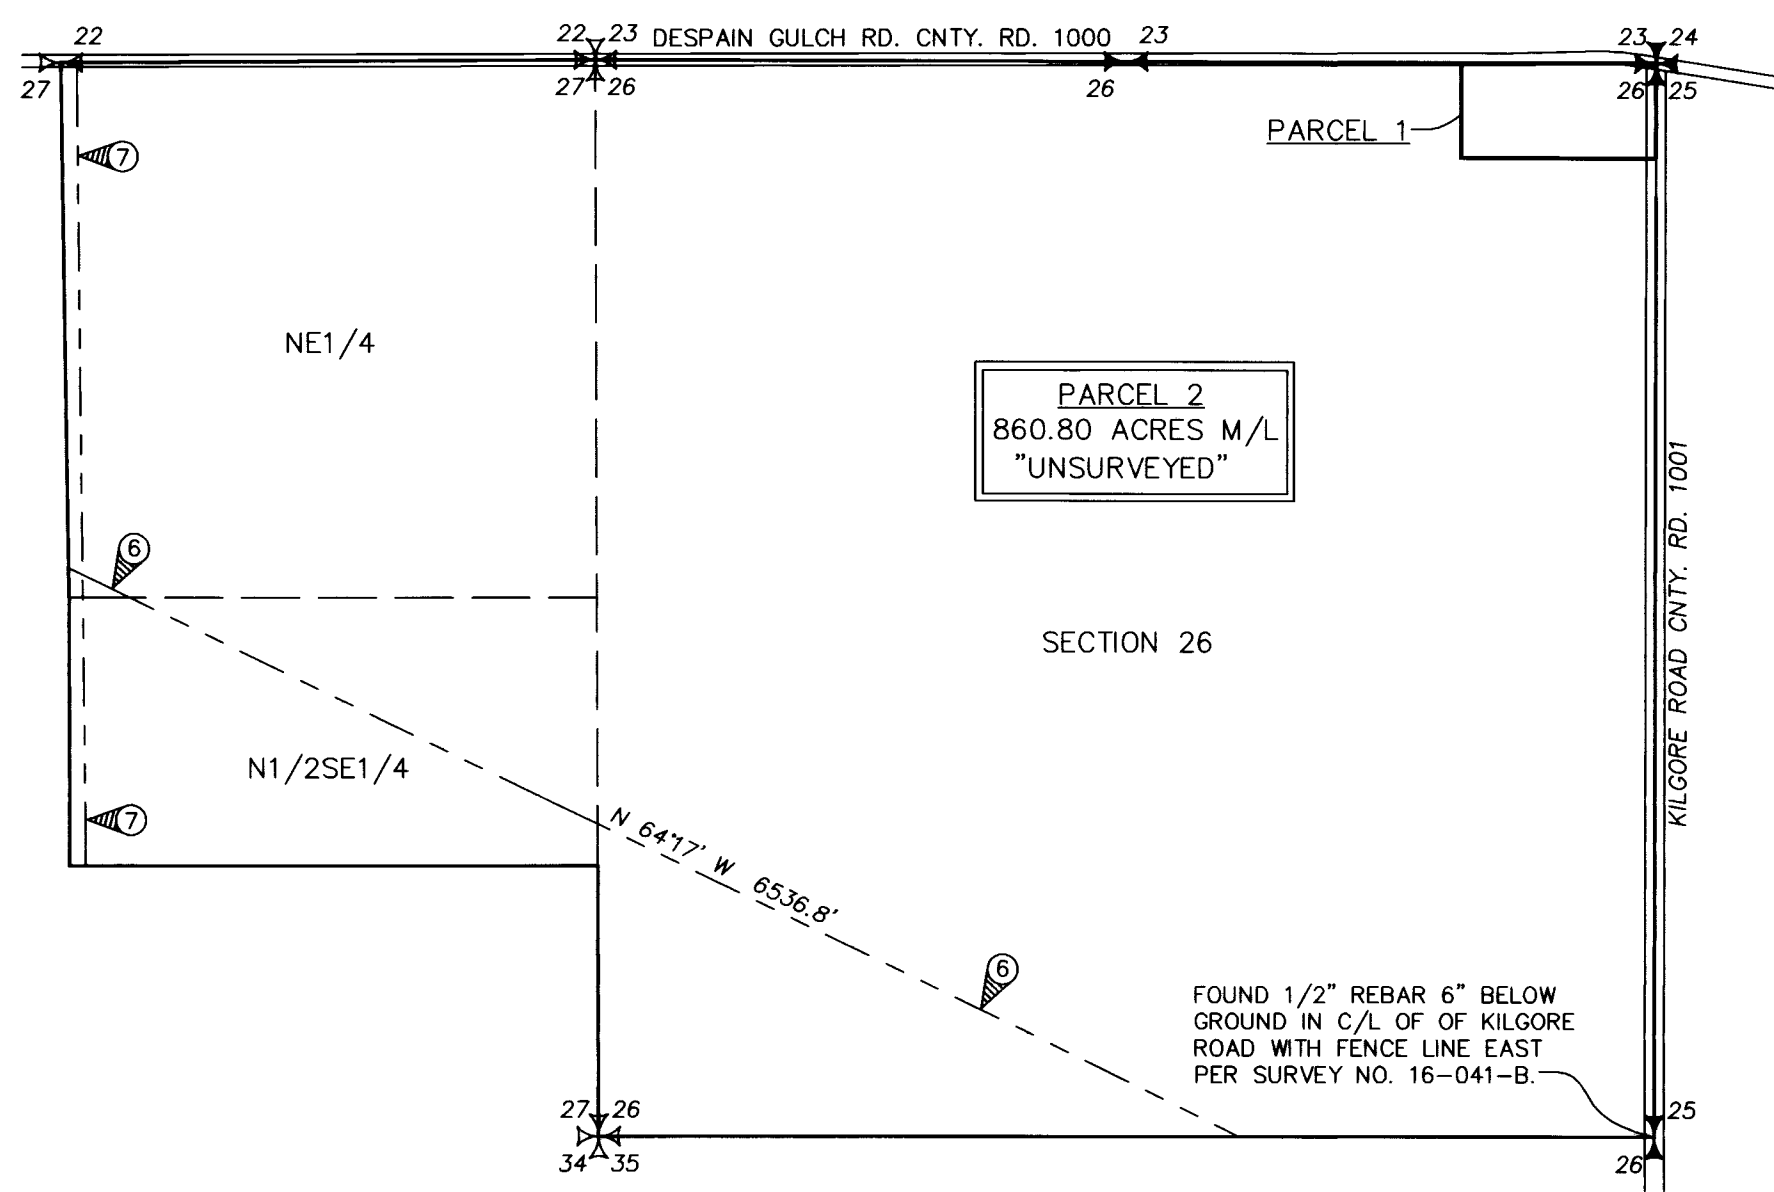 22
22 23 DESPAIN GULCH RD. CNTY. RD. 1000 23
23 24
27
27 26
26
26 25
PARCEL 1
7
NE1/4
PARCEL 2
860.80 ACRES M/L
"UNSURVEYED"
KILGORE ROAD CNTY. RD. 1001
6
SECTION 26
N1/2SE1/4
7
N 64°17' W 6536.8'
6
FOUND 1/2" REBAR 6" BELOW
GROUND IN C/L OF OF KILGORE
ROAD WITH FENCE LINE EAST
PER SURVEY NO. 16-041-B.
27 26
25
34 35
26